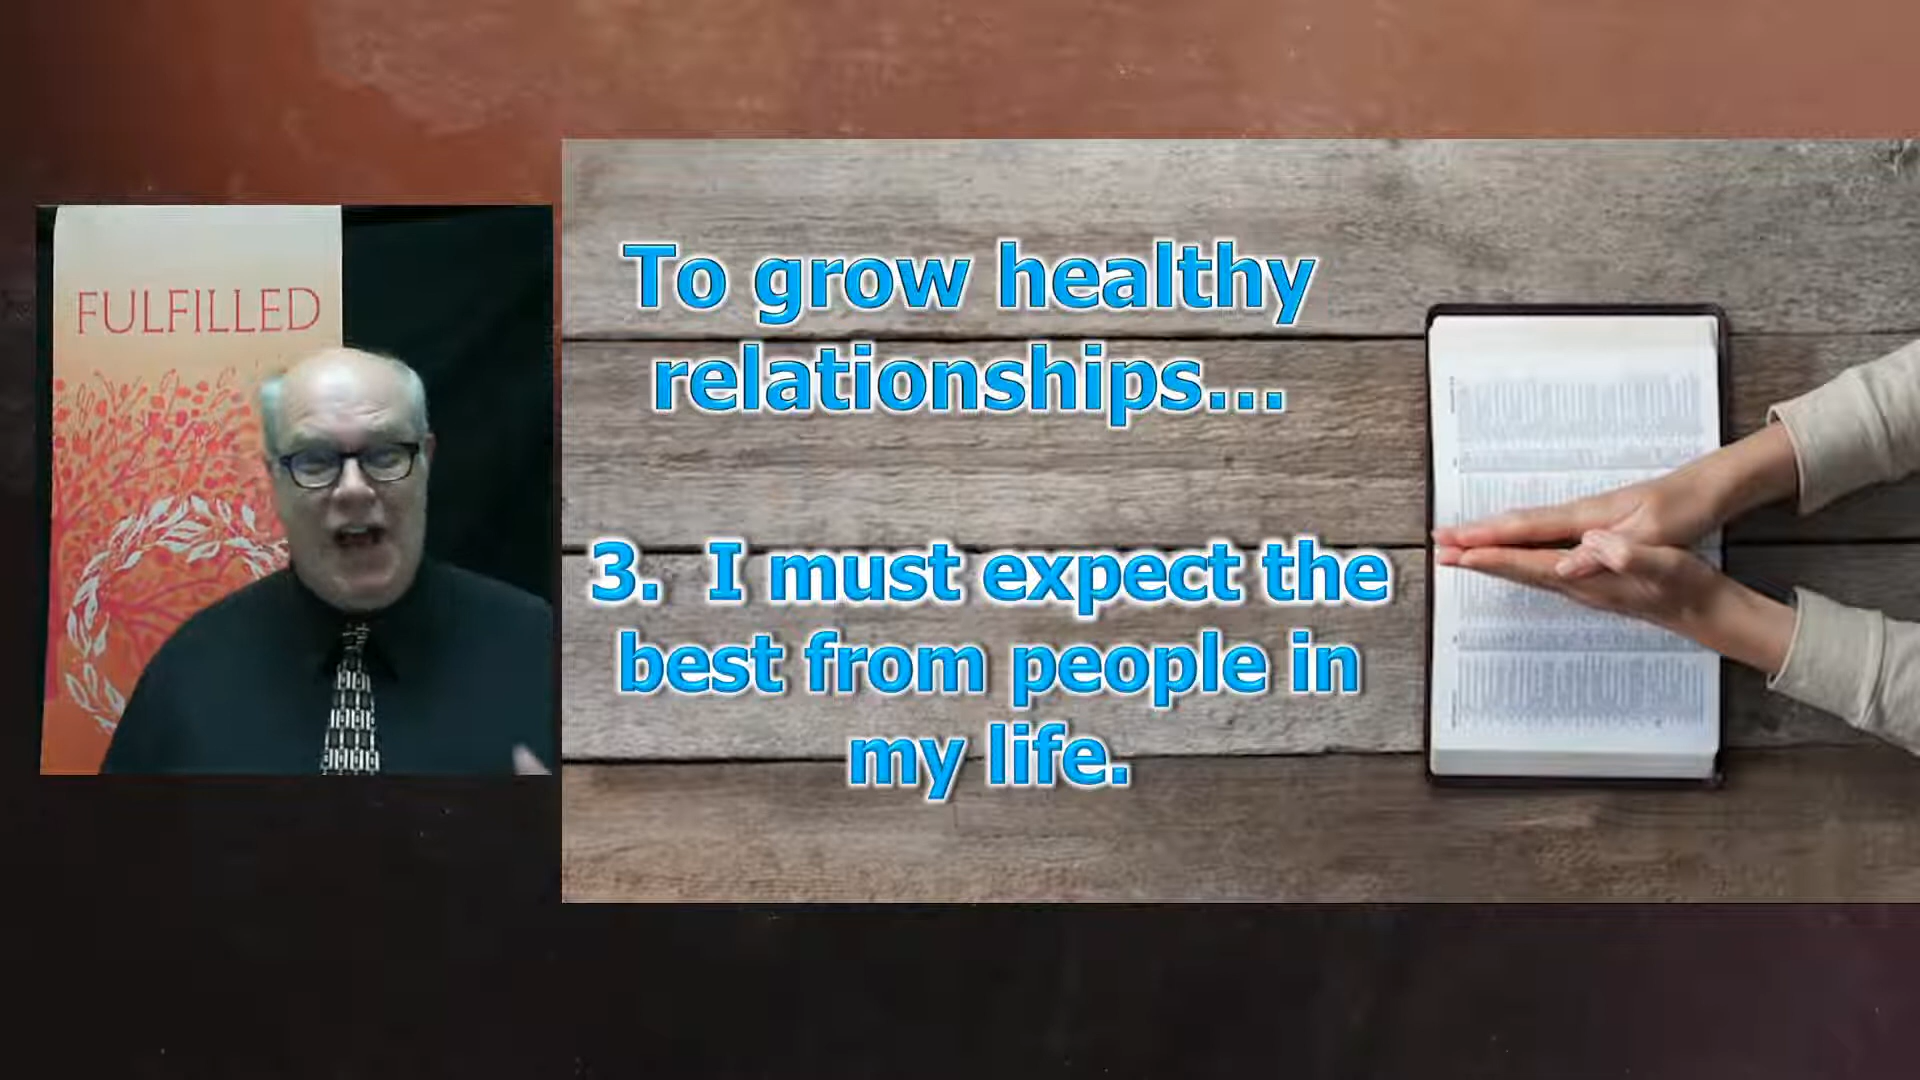 FULFILLED
To grow healthy
relationships...
3. I must expect the
best from people in
my life.